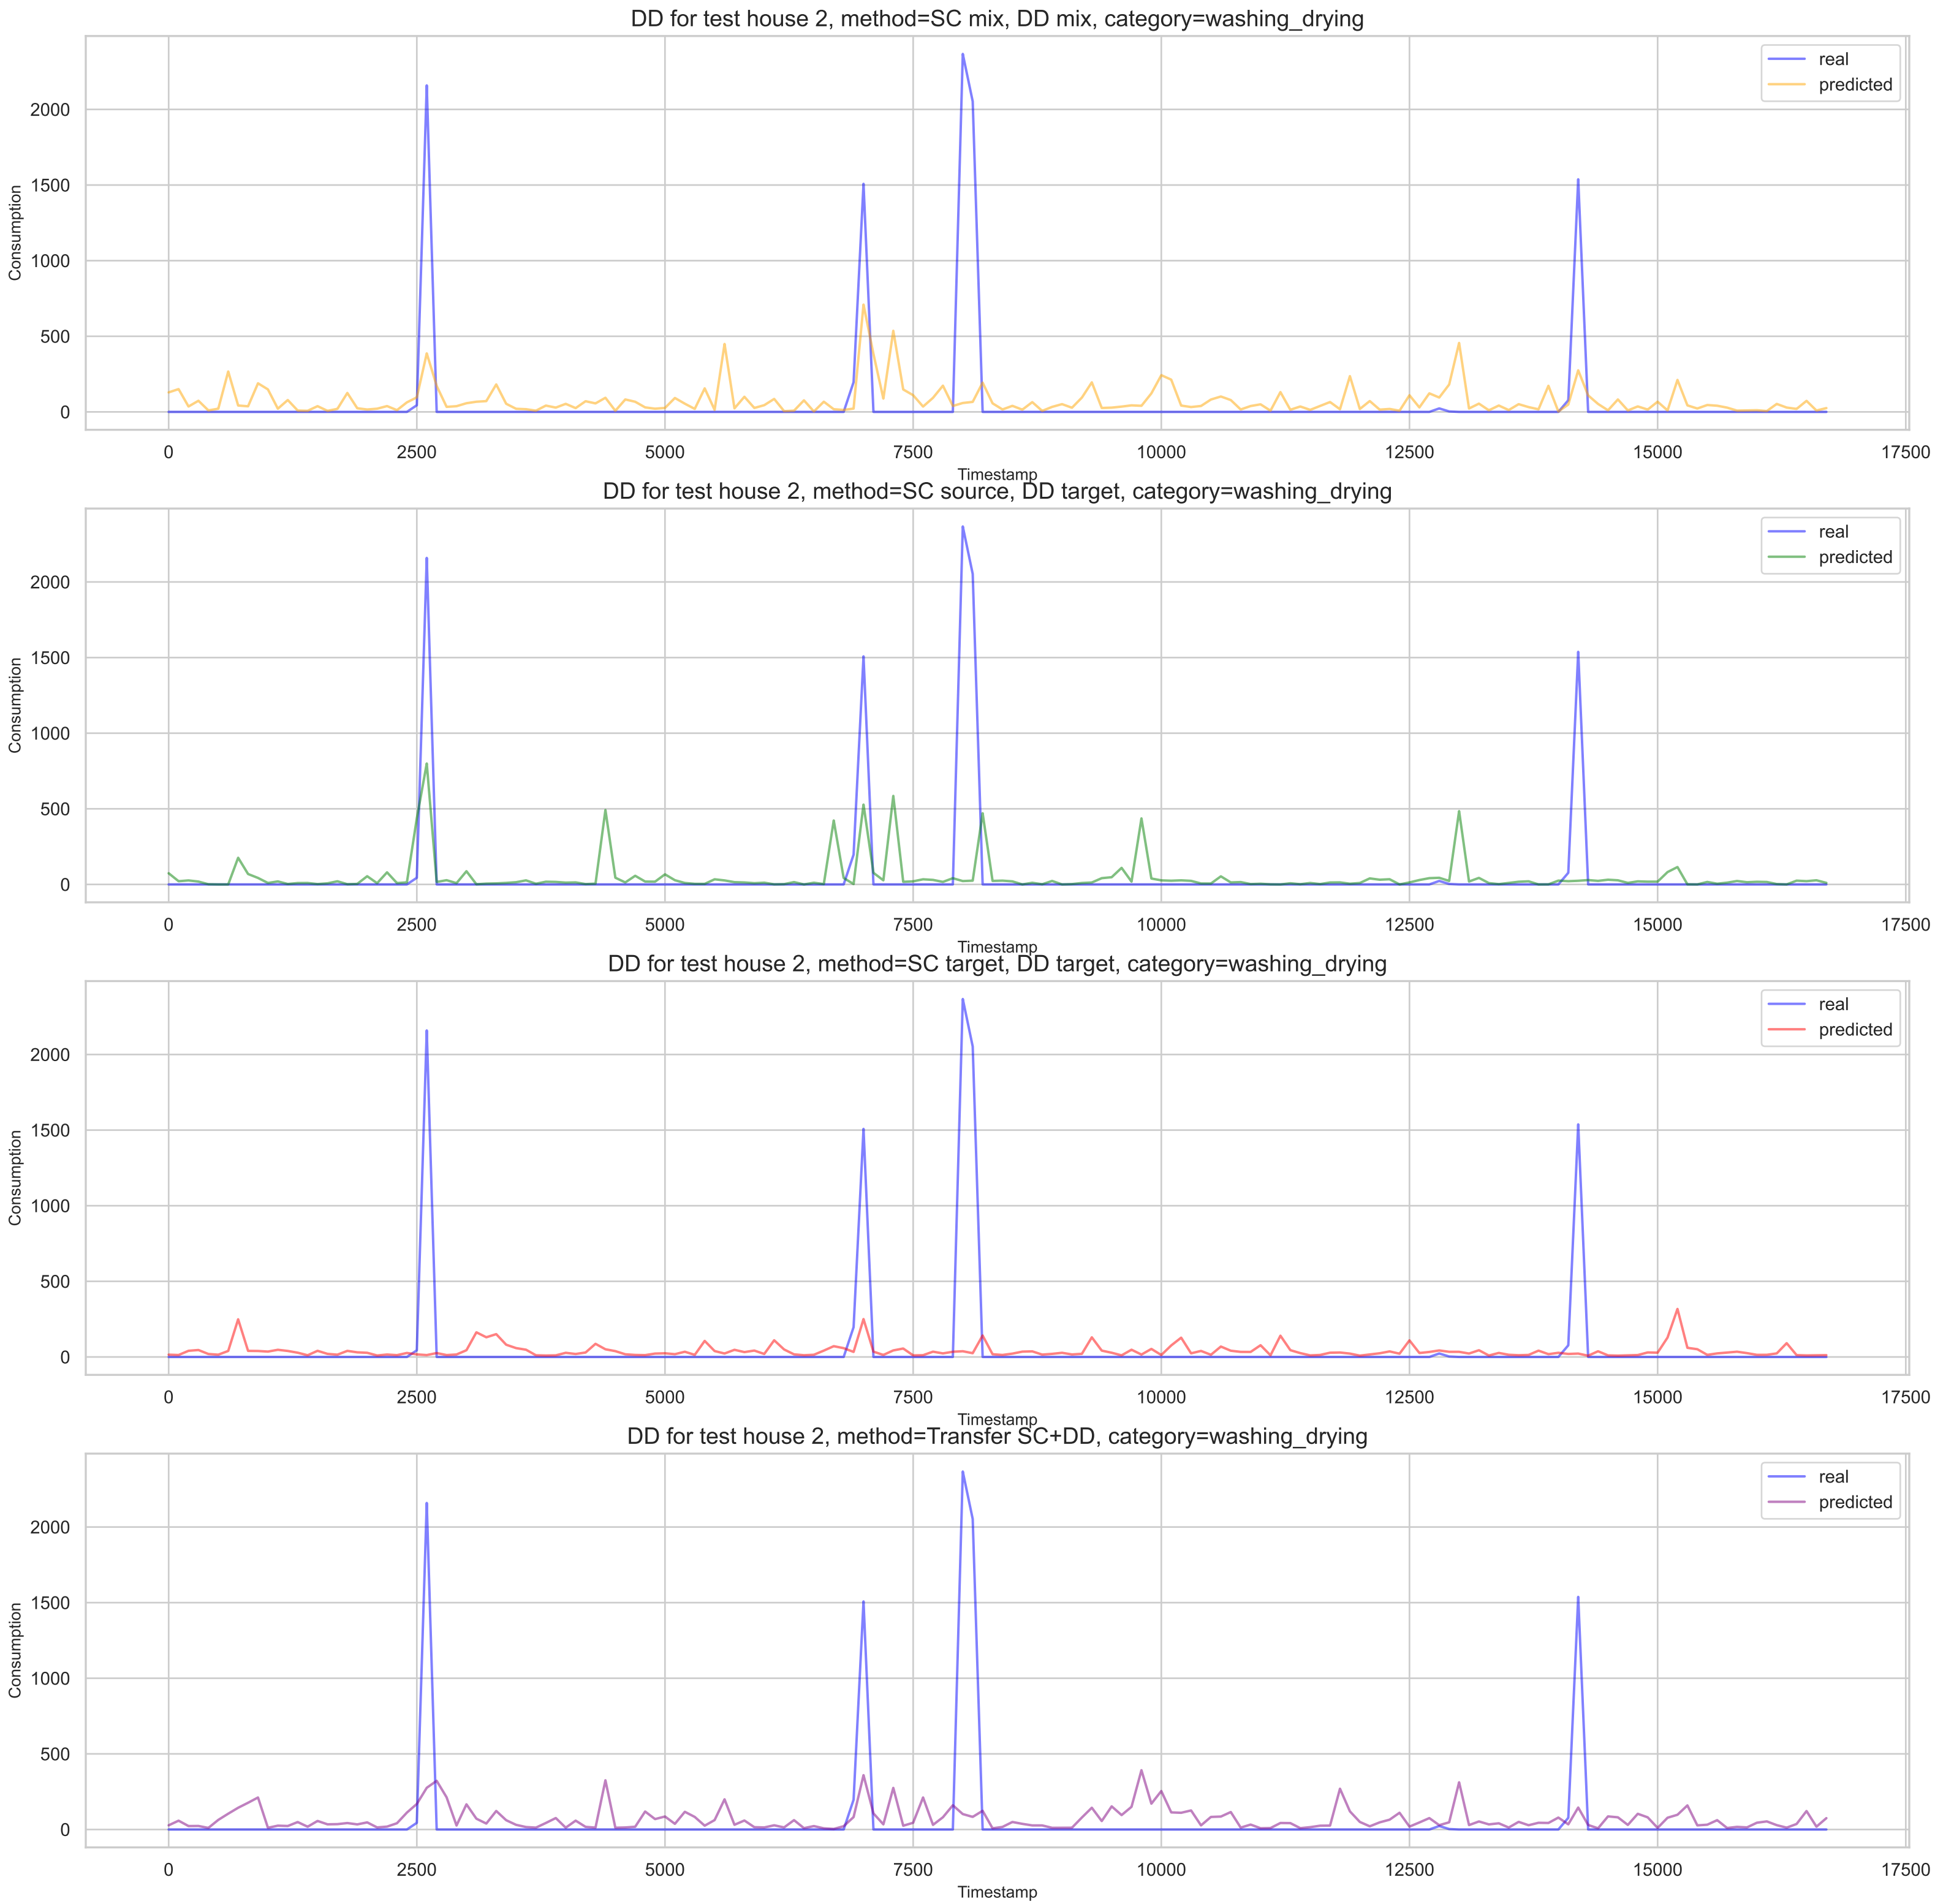 DD for test house 2, method=SC mix, DD mix, category=washing_drying
real
predicted
2000
1500
1000
500
0
Consumption
0 2500 5000 7500 10000 12500 15000 17500
Timestamp
DD for test house 2, method=SC source, DD target, category=washing_drying
real
predicted
2000
1500
1000
500
0
Consumption
0 2500 5000 7500 10000 12500 15000 17500
Timestamp
DD for test house 2, method=SC target, DD target, category=washing_drying
real
predicted
2000
1500
1000
500
0
Consumption
0 2500 5000 7500 10000 12500 15000 17500
Timestamp
DD for test house 2, method=Transfer SC+DD, category=washing_drying
real
predicted
2000
1500
1000
500
0
Consumption
0 2500 5000 7500 10000 12500 15000 17500
Timestamp